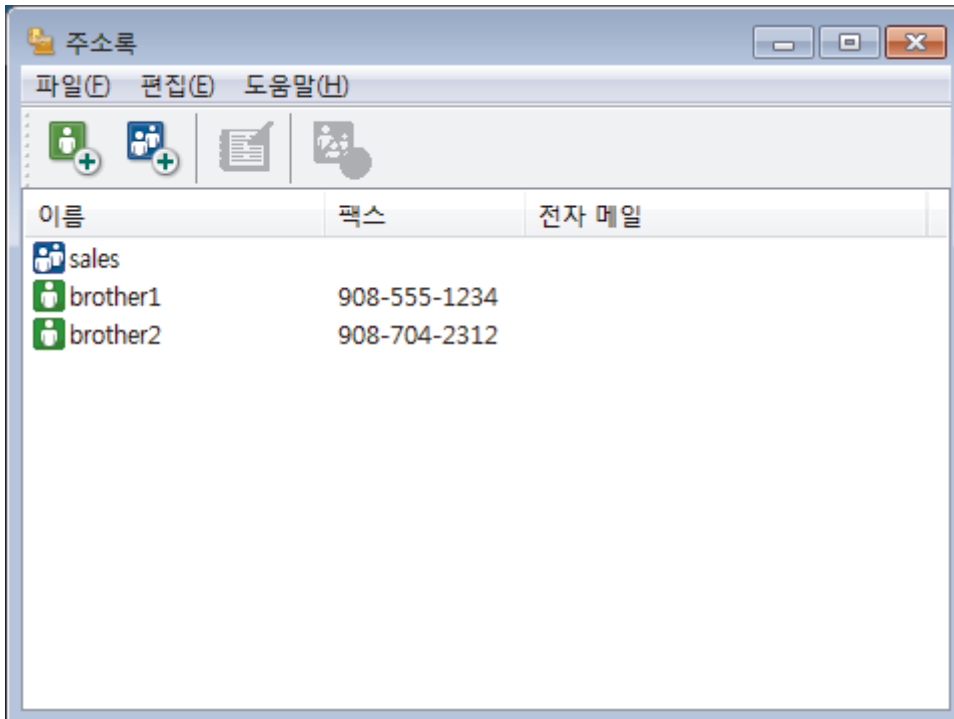 주소록
파일(F) 편집(E) 도움말(H)
이름 팩스 전자 메일
sales
brother1 908-555-1234
brother2 908-704-2312